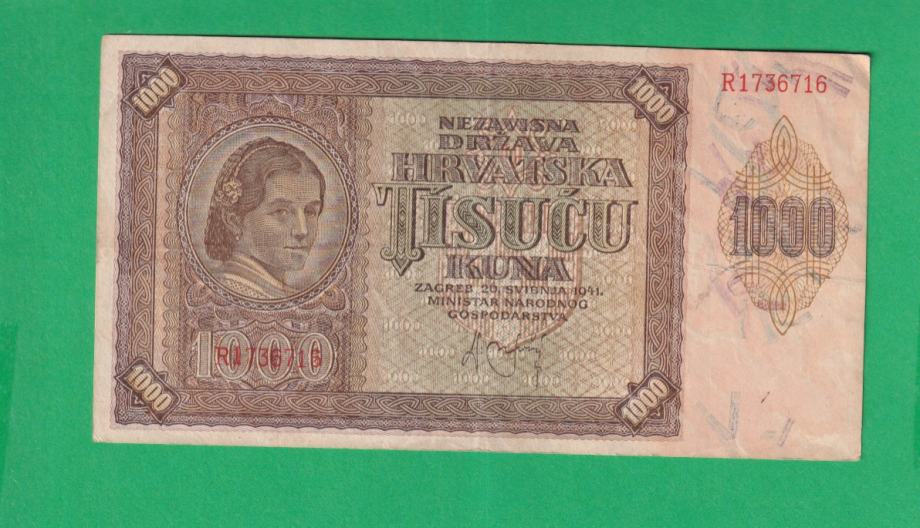 1000
1000
R1736716
NEZAVISNA
DRŽAVA
HRVATSKA
TISUĆU
KUNA
ZAGREB 26. SVIBNJA 1941.
MINISTAR NARODNOG
GOSPODARSTVA
1000
1000
R1736716
1000
1000